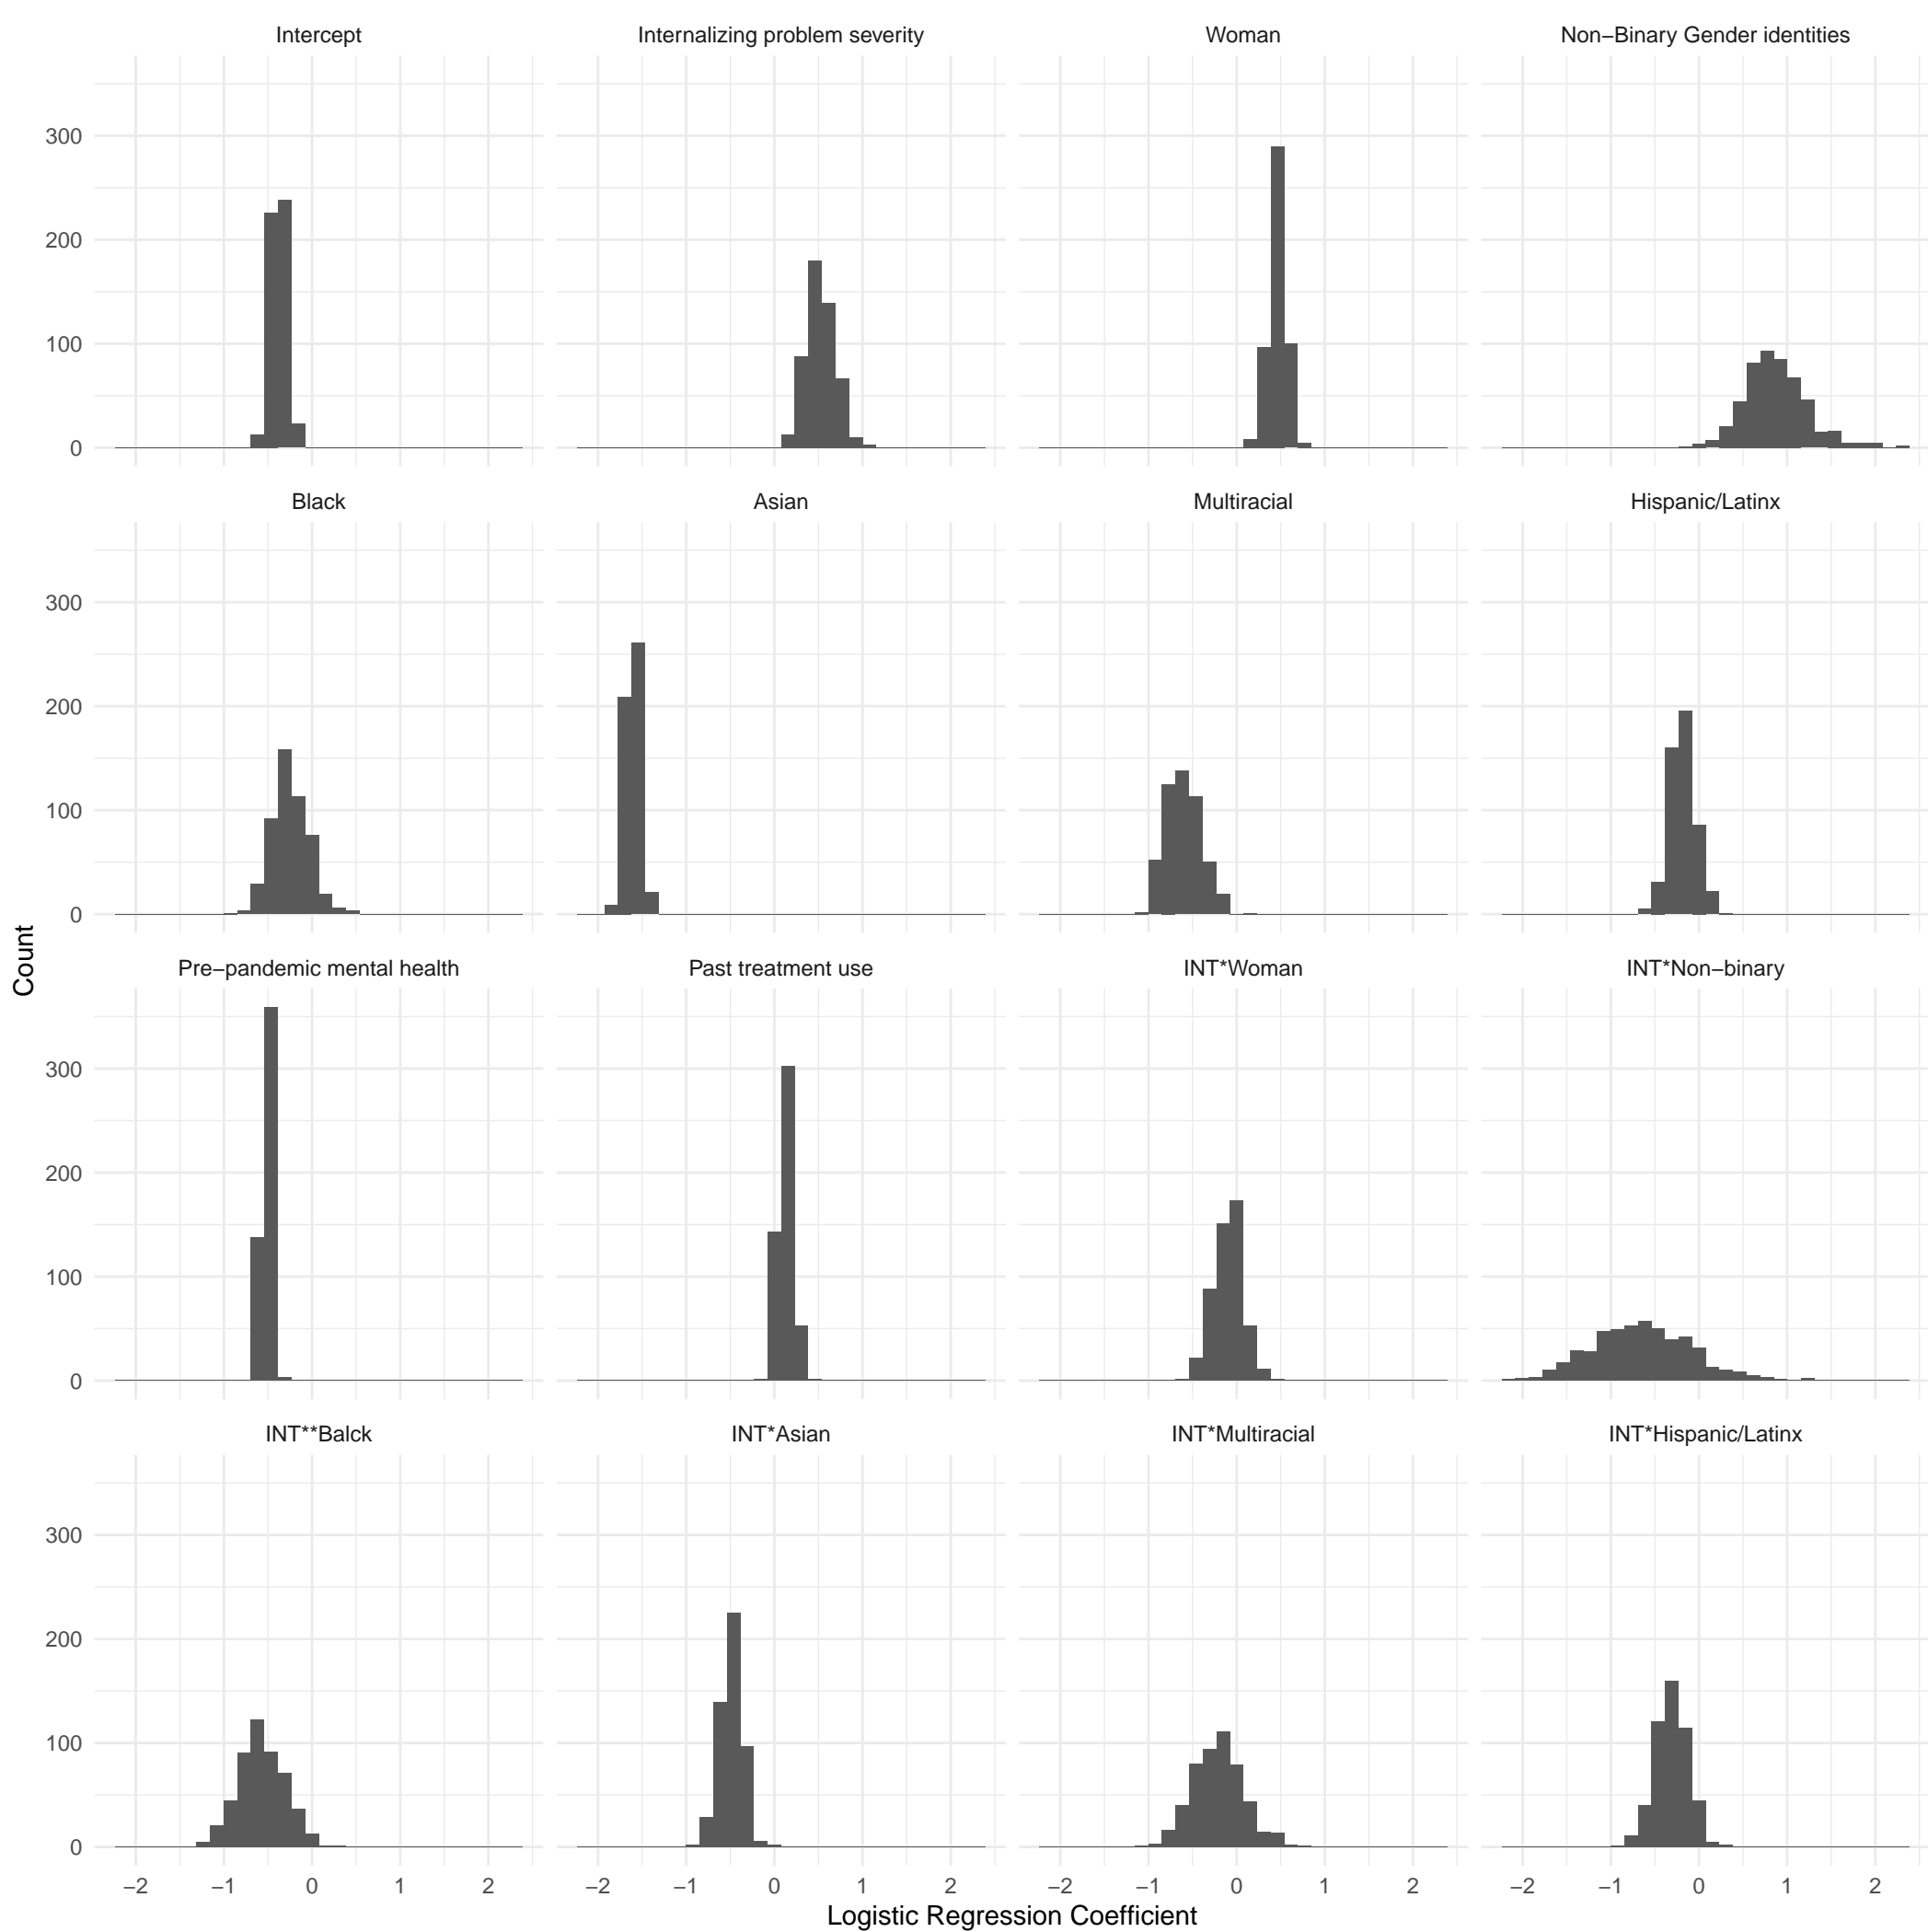 Intercept
Internalizing problem severity
Woman
Non−Binary Gender identities
300
200
100
0
Black
Asian
Multiracial
Hispanic/Latinx
300
200
100
0
Count
Pre−pandemic mental health
Past treatment use
INT*Woman
INT*Non−binary
300
200
100
0
INT**Balck
INT*Asian
INT*Multiracial
INT*Hispanic/Latinx
300
200
100
0
−2 −1 0 1 2
−2 −1 0 1 2
−2 −1 0 1 2
−2 −1 0 1 2
Logistic Regression Coefficient